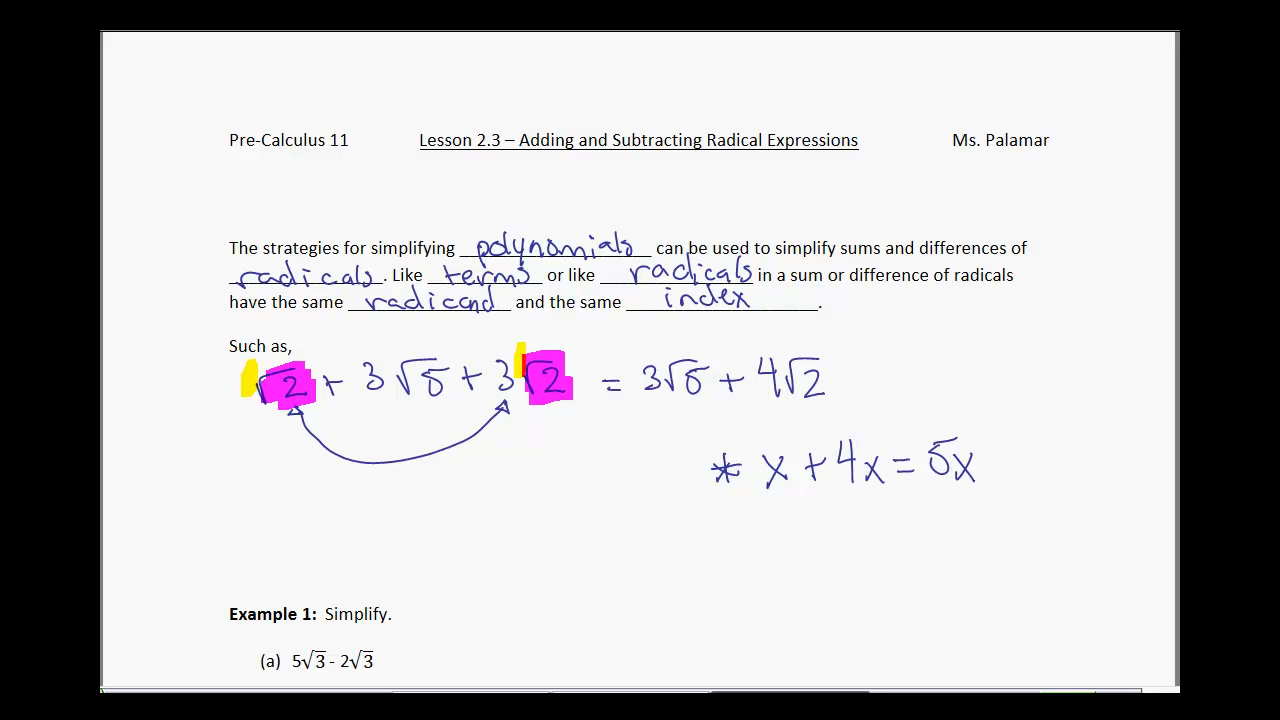 Pre-Calculus 11 Lesson 2.3 – Adding and Subtracting Radical Expressions Ms. Palamar
The strategies for simplifying polynomials can be used to simplify sums and differences of
radicals. Like terms or like radicals in a sum or difference of radicals
have the same radicand and the same index.
Such as,
√2 + 3√5 + 3√2 = 3√5 + 4√2
* x + 4x = 5x
Example 1: Simplify.
(a) 5√3 - 2√3